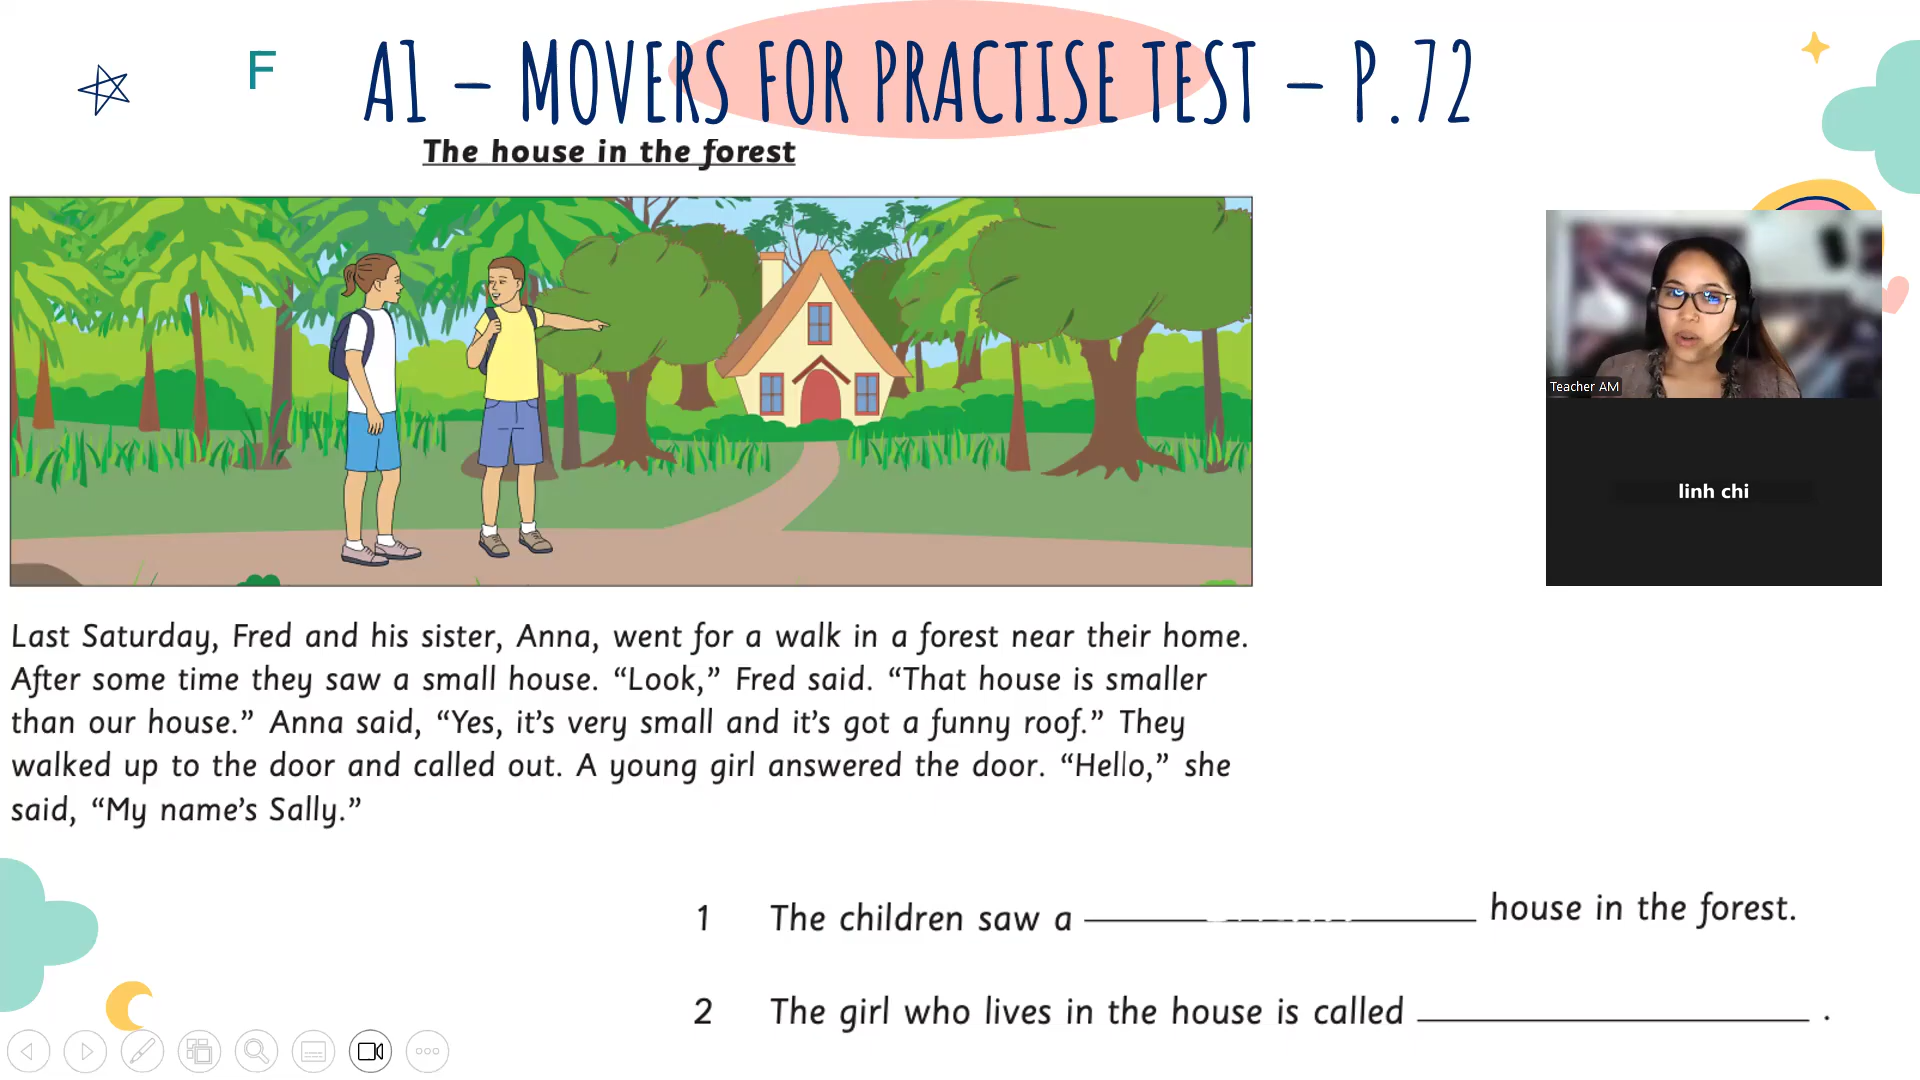 F
A1 – MOVERS FOR PRACTISE TEST – P.72
The house in the forest
Teacher AM
linh chi
Last Saturday, Fred and his sister, Anna, went for a walk in a forest near their home.
After some time they saw a small house. “Look,” Fred said. “That house is smaller
than our house.” Anna said, “Yes, it’s very small and it’s got a funny roof.” They
walked up to the door and called out. A young girl answered the door. “Hello,” she
said, “My name’s Sally.”
1 The children saw a ____________ house in the forest.
2 The girl who lives in the house is called ____________ .